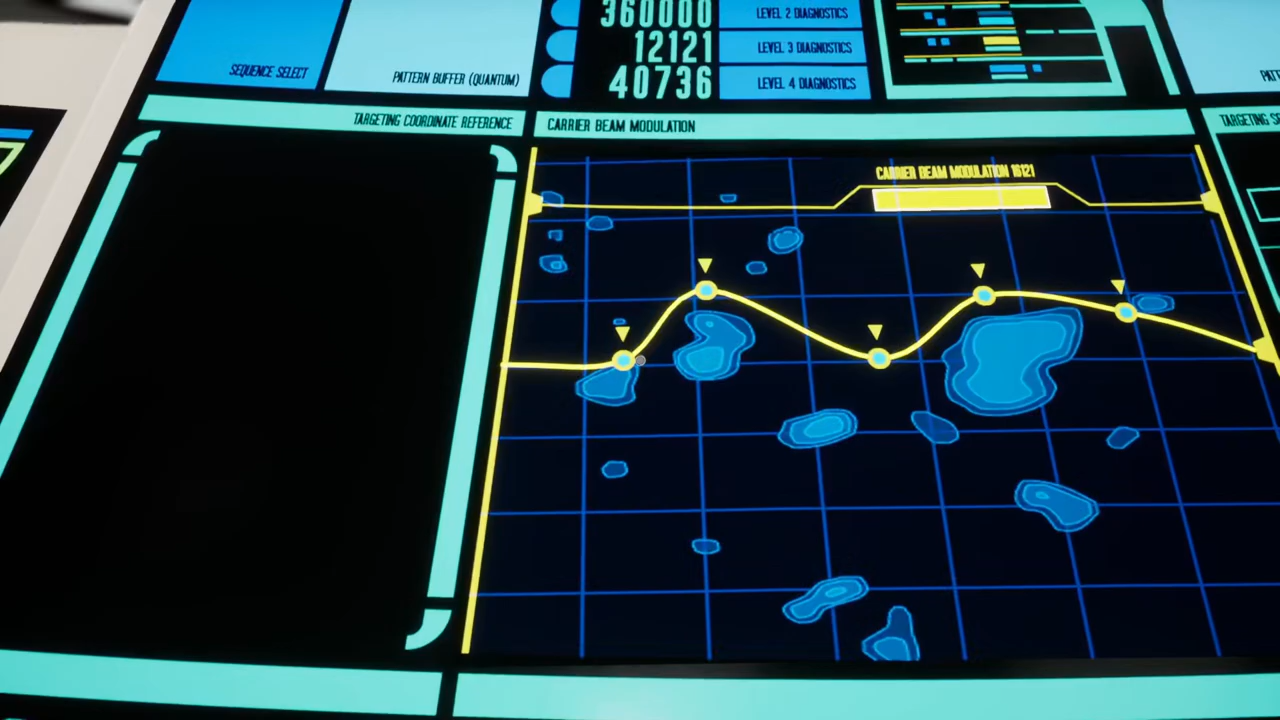 SEQUENCE SELECT
PATTERN BUFFER (QUANTUM)
360000
12121
40736
LEVEL 2 DIAGNOSTICS
LEVEL 3 DIAGNOSTICS
LEVEL 4 DIAGNOSTICS
TARGETING COORDINATE REFERENCE
CARRIER BEAM MODULATION
TARGETING
CARRIER BEAM MODULATION 16121